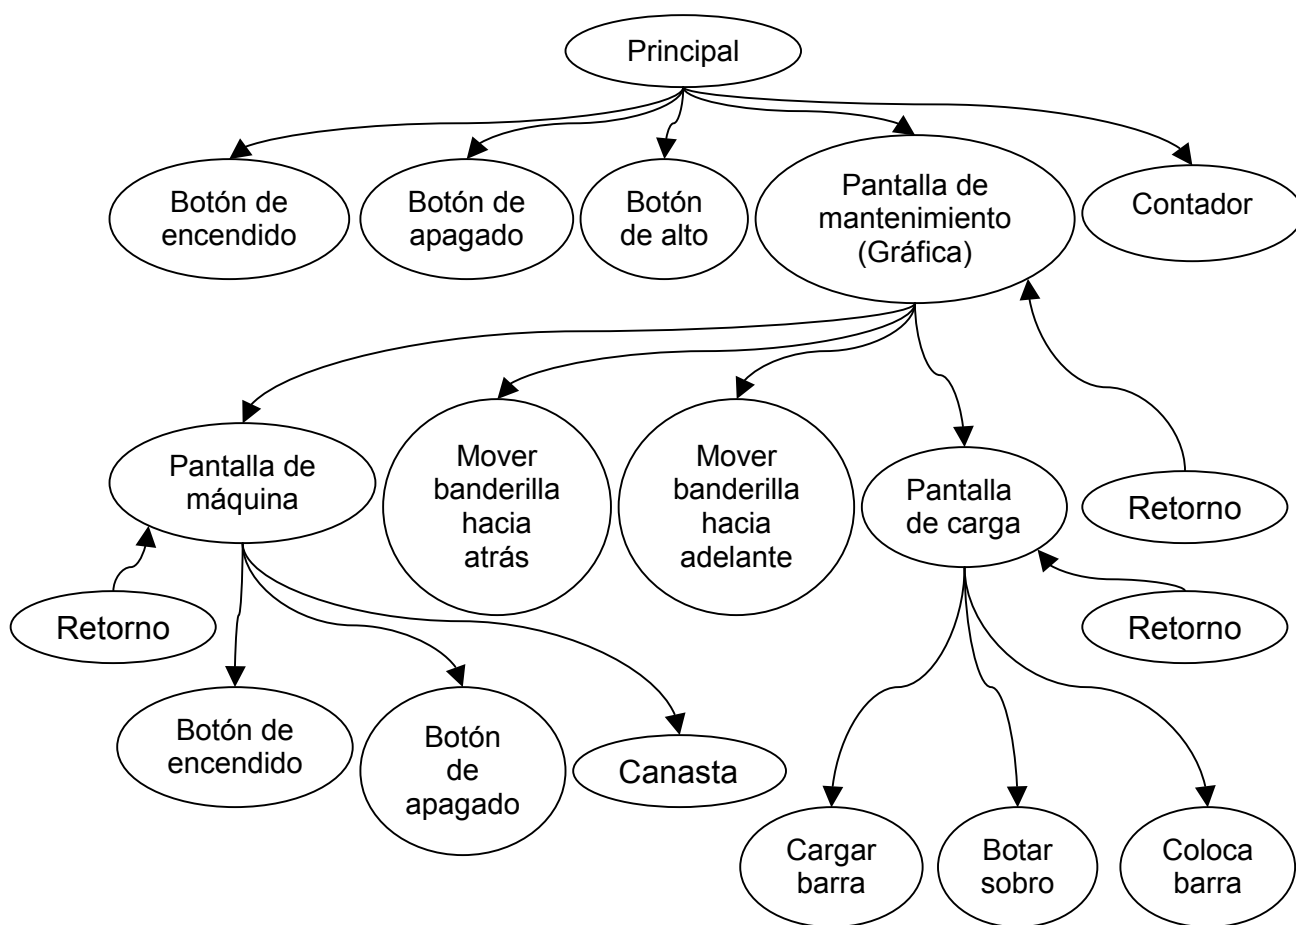 Principal
Botón de
encendido
Botón de
apagado
Botón
de alto
Pantalla de
mantenimiento
(Gráfica)
Contador
Pantalla de
máquina
Mover
banderilla
hacia
atrás
Mover
banderilla
hacia
adelante
Pantalla
de carga
Retorno
Retorno
Retorno
Botón de
encendido
Botón
de
apagado
Canasta
Cargar
barra
Botar
sobro
Coloca
barra